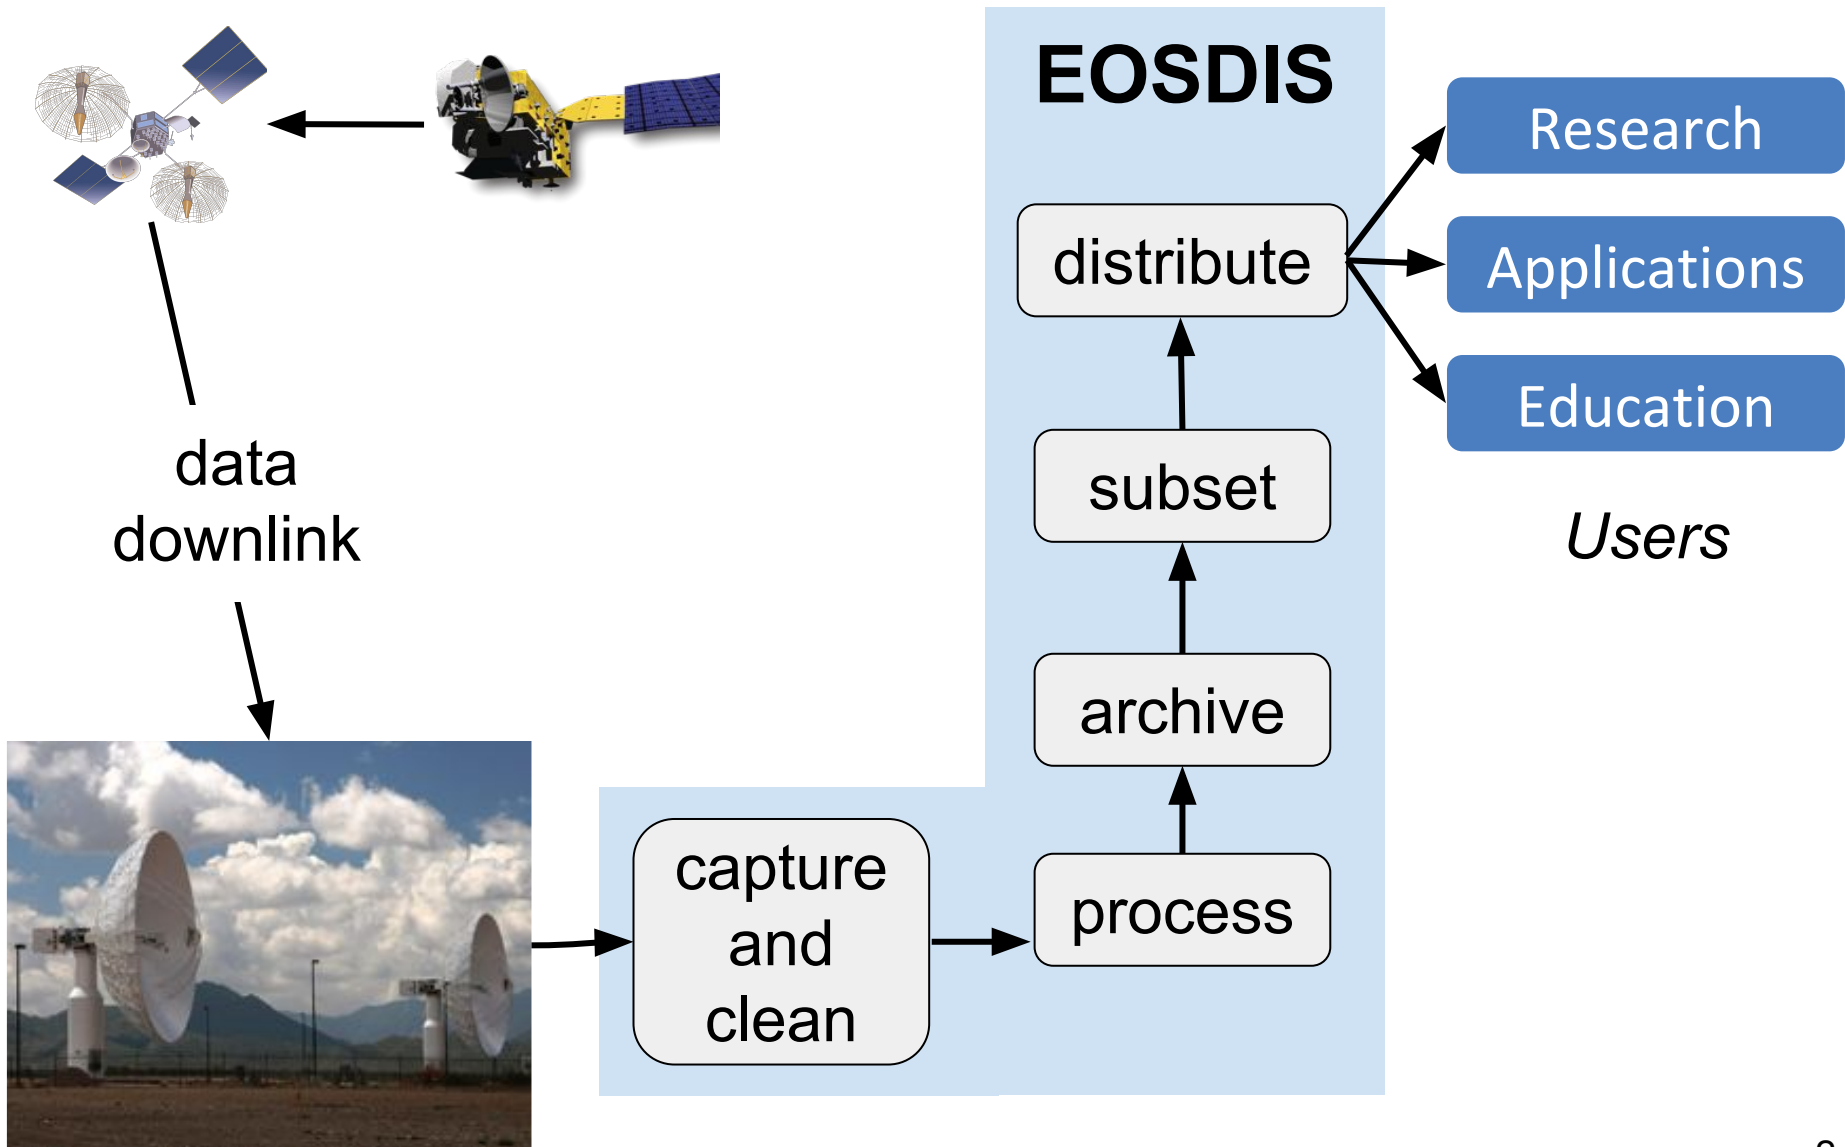 EOSDIS
Research
distribute
Applications
Education
data
downlink
subset
Users
archive
capture
and
clean
process